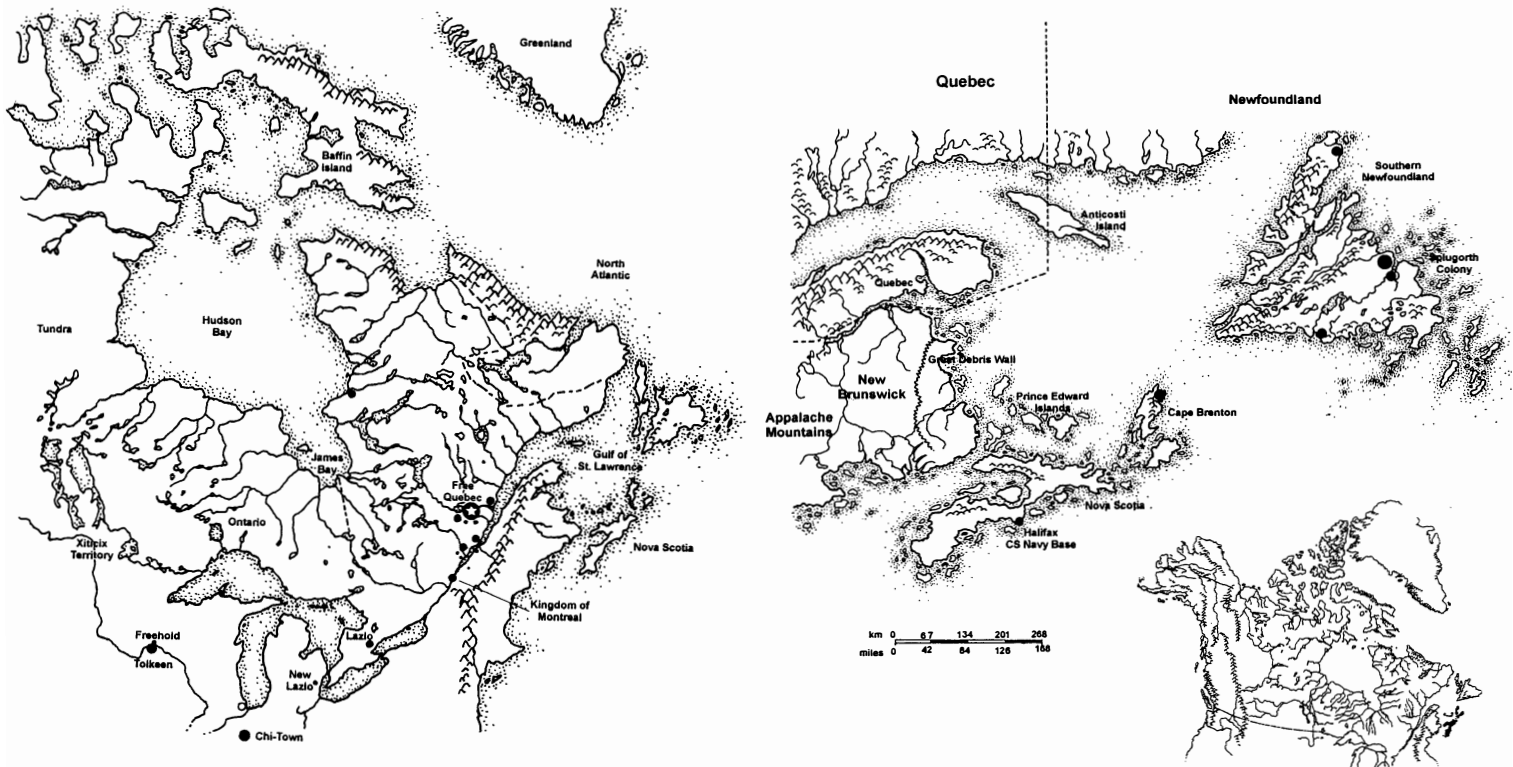 Greenland
Baffin
Island
North
Atlantic
Tundra
Hudson
Bay
James
Bay
Gulf of
St. Lawrence
Free
Quebec
Ontario
Xiticix
Territory
Nova Scotia
Kingdom of
Montreal
Freehold
Tolkeen
Lazlo
New
Lazlo
Chi-Town
Quebec
Newfoundland
Southern
Newfoundland
Anticosti
Island
Splugorth
Colony
Quebec
Great Debris Wall
New
Brunswick
Prince Edward
Islands
Cape Brenton
Appalache
Mountains
Nova Scotia
Halifax
CS Navy Base
km 0 67 134 201 268
miles 0 42 84 126 168